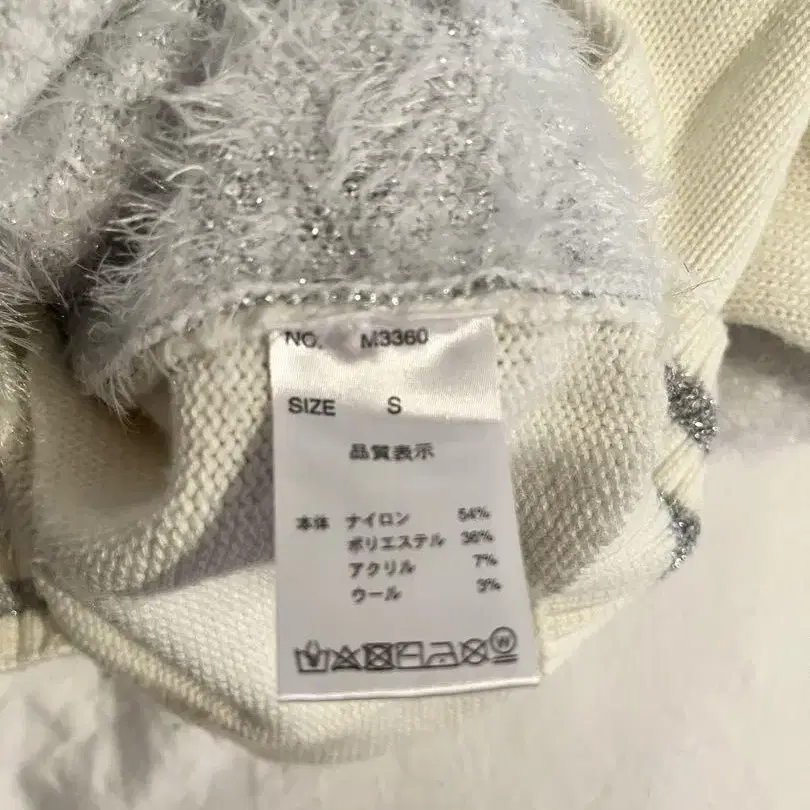 NO. M3360
SIZE S
品質表示
本体 ナイロン 54%
ポリエステル 36%
アクリル 7%
ウール 3%
W